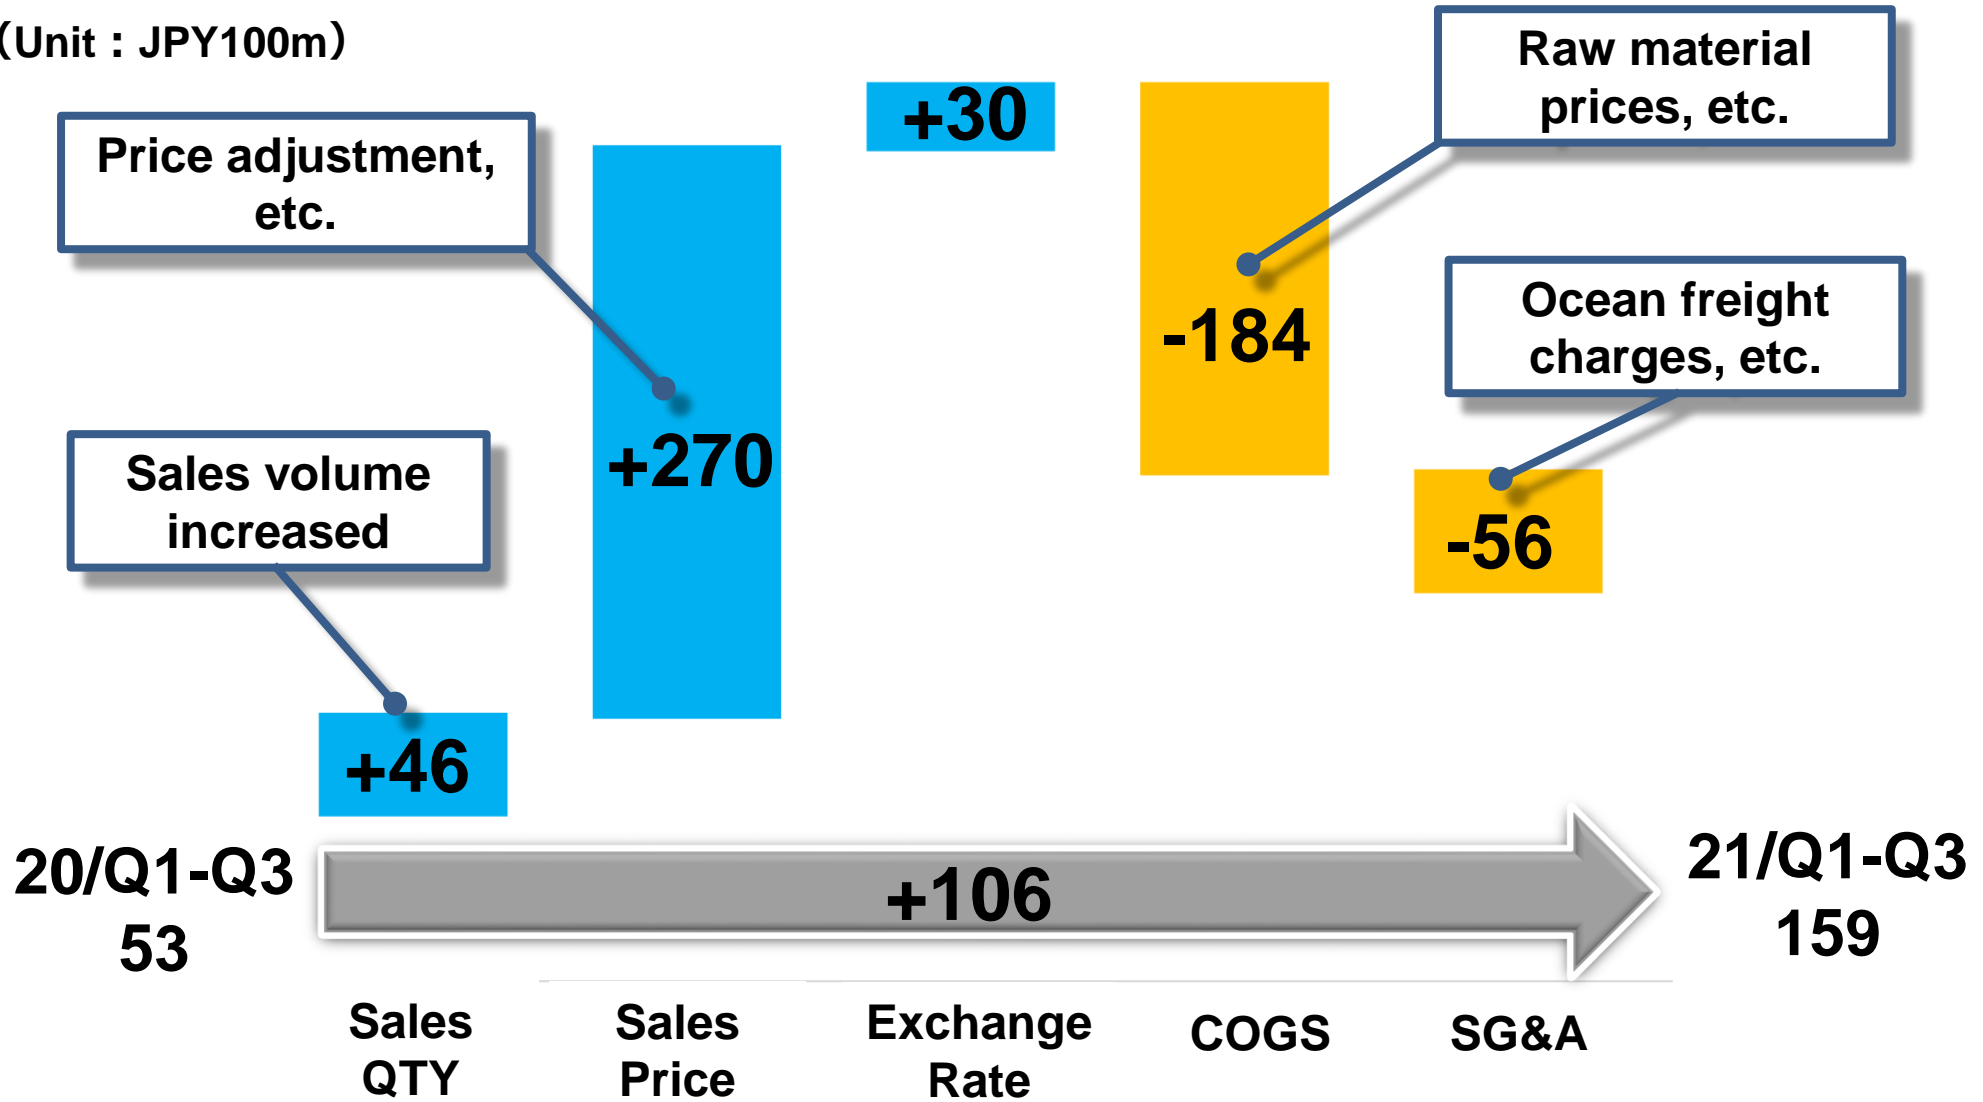 （Unit：JPY100m）
Raw material
prices, etc.
+30
Price adjustment,
etc.
-184
Ocean freight
charges, etc.
+270
Sales volume
increased
-56
+46
20/Q1-Q3
53
+106
21/Q1-Q3
159
Sales
QTY
Sales
Price
Exchange
Rate
COGS
SG&A